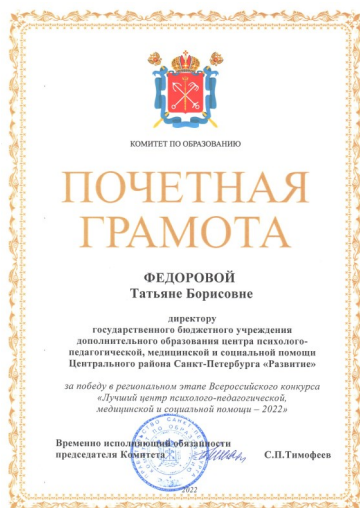 КОМИТЕТ ПО ОБРАЗОВАНИЮ
ПОЧЕТНАЯ
ГРАМОТА
ФЕДОРОВОЙ
Татьяне Борисовне
директору
государственного бюджетного учреждения
дополнительного образования центра психолого-
педагогической, медицинской и социальной помощи
Центрального района Санкт-Петербурга «Развитие»
за победу в региональном этапе Всероссийского конкурса
«Лучший центр психолого-педагогической,
медицинской и социальной помощи – 2022»
Временно исполняющий обязанности
председателя Комитета
С.П.Тимофеев
2022